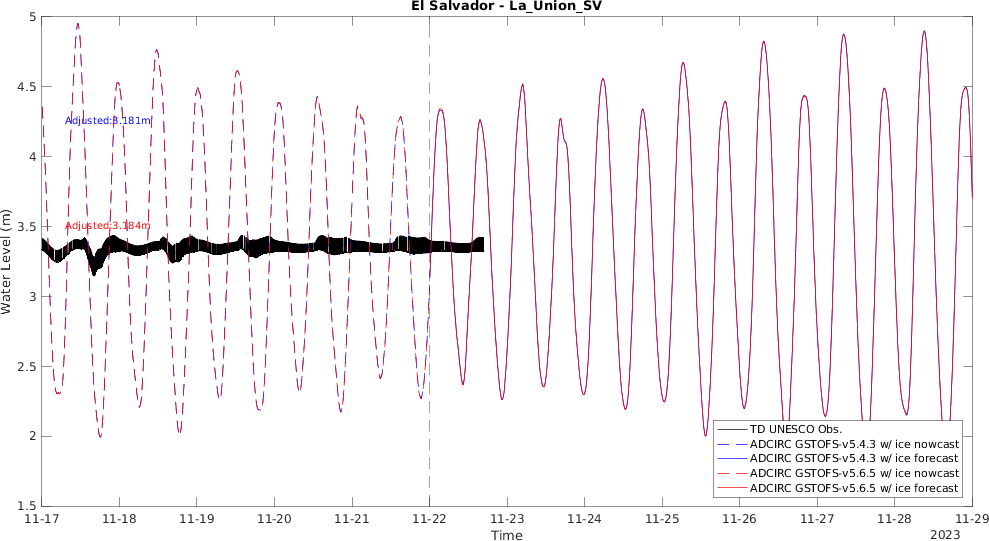 El Salvador - La_Union_SV
5
4.5
4
3.5
3
2.5
2
1.5
Water Level (m)
Adjusted:3.181m
Adjusted:3.184m
TD UNESCO Obs.
ADCIRC GSTOFS-v5.4.3 w/ ice nowcast
ADCIRC GSTOFS-v5.4.3 w/ ice forecast
ADCIRC GSTOFS-v5.6.5 w/ ice nowcast
ADCIRC GSTOFS-v5.6.5 w/ ice forecast
11-17 11-18 11-19 11-20 11-21 11-22 11-23 11-24 11-25 11-26 11-27 11-28 11-29
Time
2023